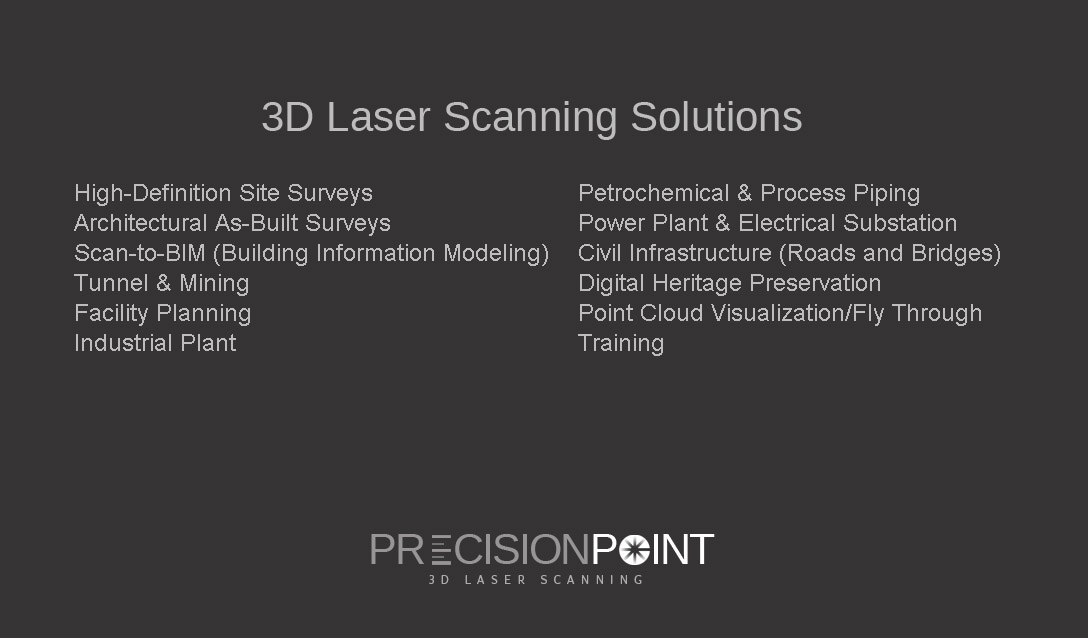 3D Laser Scanning Solutions
High-Definition Site Surveys
Architectural As-Built Surveys
Scan-to-BIM (Building Information Modeling)
Tunnel & Mining
Facility Planning
Industrial Plant
Petrochemical & Process Piping
Power Plant & Electrical Substation
Civil Infrastructure (Roads and Bridges)
Digital Heritage Preservation
Point Cloud Visualization/Fly Through
Training
PRECISIONPOINT
3D LASER SCANNING